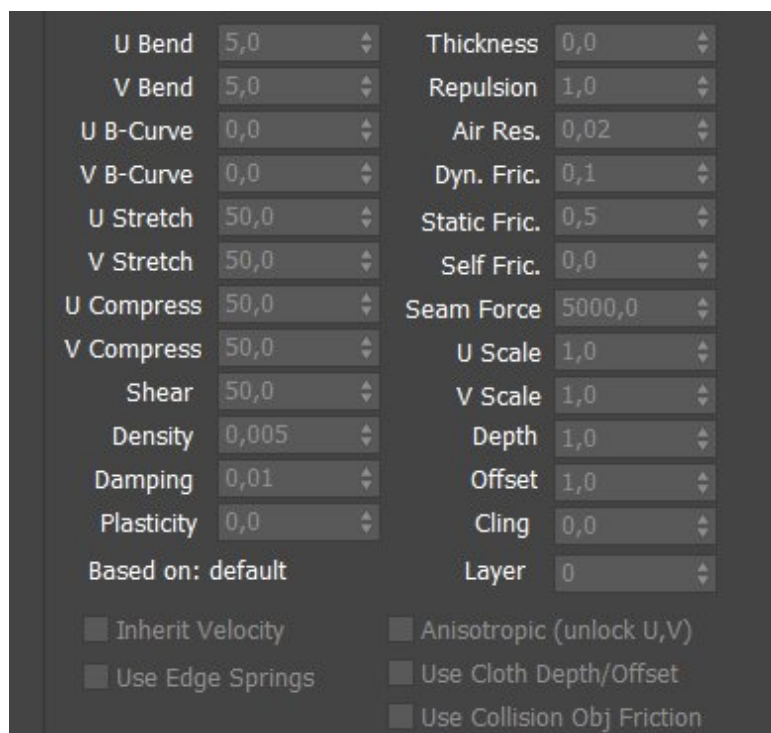 U Bend 5,0 Thickness 0,0
V Bend 5,0 Repulsion 1,0
U B-Curve 0,0 Air Res. 0,02
V B-Curve 0,0 Dyn. Fric. 0,1
U Stretch 50,0 Static Fric. 0,5
V Stretch 50,0 Self Fric. 0,0
U Compress 50,0 Seam Force 5000,0
V Compress 50,0 U Scale 1,0
Shear 50,0 V Scale 1,0
Density 0,005 Depth 1,0
Damping 0,01 Offset 1,0
Plasticity 0,0 Cling 0,0
Based on: default Layer 0
Inherit Velocity Anisotropic (unlock U,V)
Use Edge Springs Use Cloth Depth/Offset
Use Collision Obj Friction